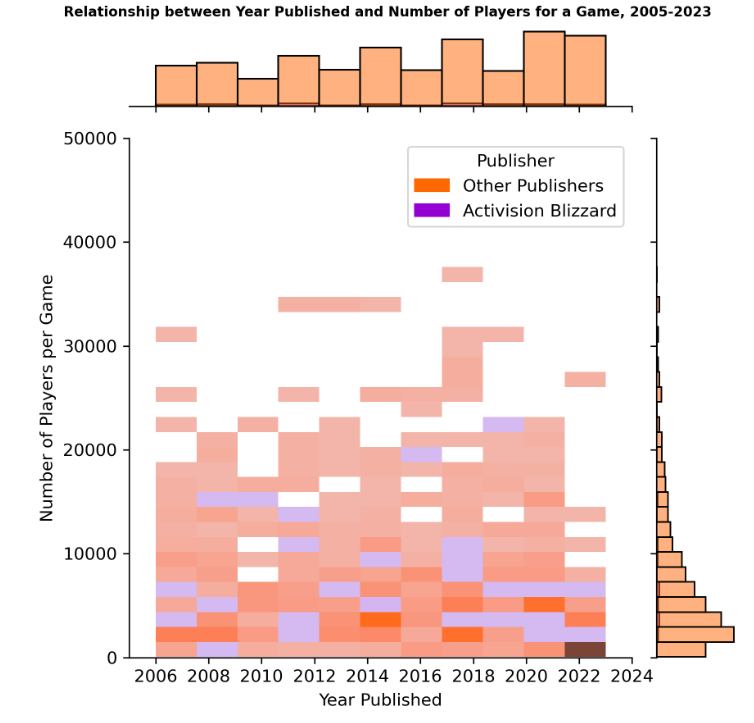 Relationship between Year Published and Number of Players for a Game, 2005-2023
50000
40000
30000
20000
10000
0
Number of Players per Game
Publisher
Other Publishers
Activision Blizzard
2006 2008 2010 2012 2014 2016 2018 2020 2022 2024
Year Published